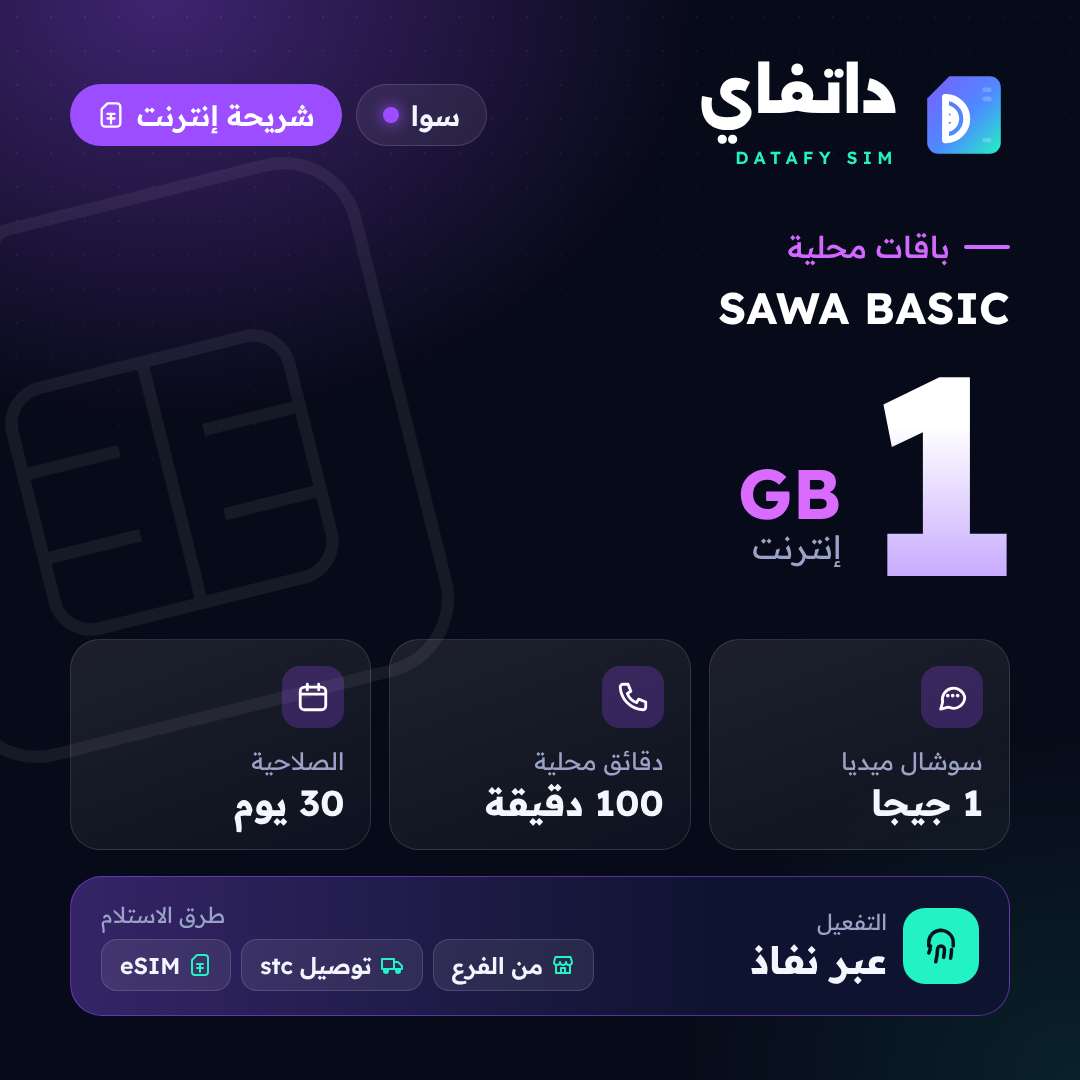 داتفاي
DATAFY SIM
سوا
شريحة إنترنت
باقات محلية
SAWA BASIC
1
GB
إنترنت
سوشال ميديا
1 جيجا
دقائق محلية
100 دقيقة
الصلاحية
30 يوم
التفعيل
عبر نفاذ
طرق الاستلام
من الفرع
توصيل stc
eSIM